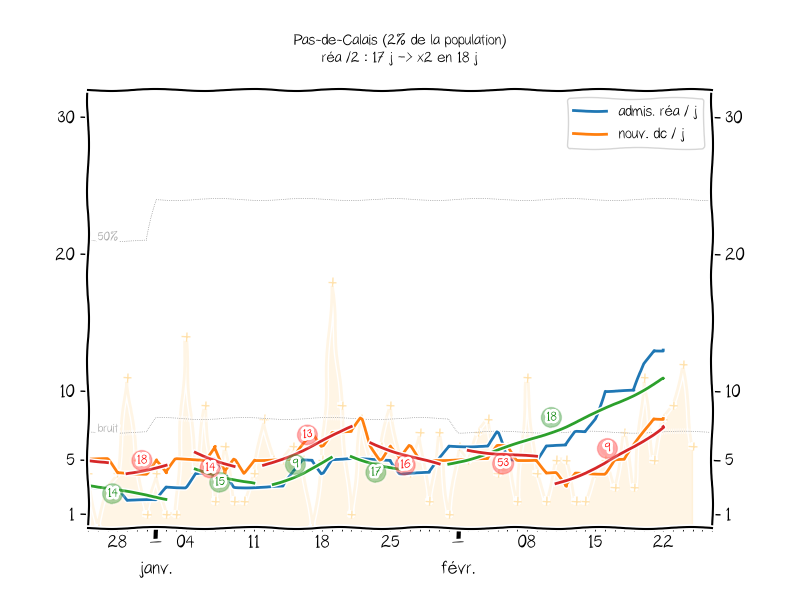 Pas-de-Calais (2% de la population)
réa /2 : 17 j -> x2 en 18 j
admis. réa / j
nouv. dc / j
30 30
50%
20 20
10 10
bruit
18 13 9 18 9
5 5
14 14 15 17 16 53
1 1
28 04 11 18 25 08 15 22
janv. févr.